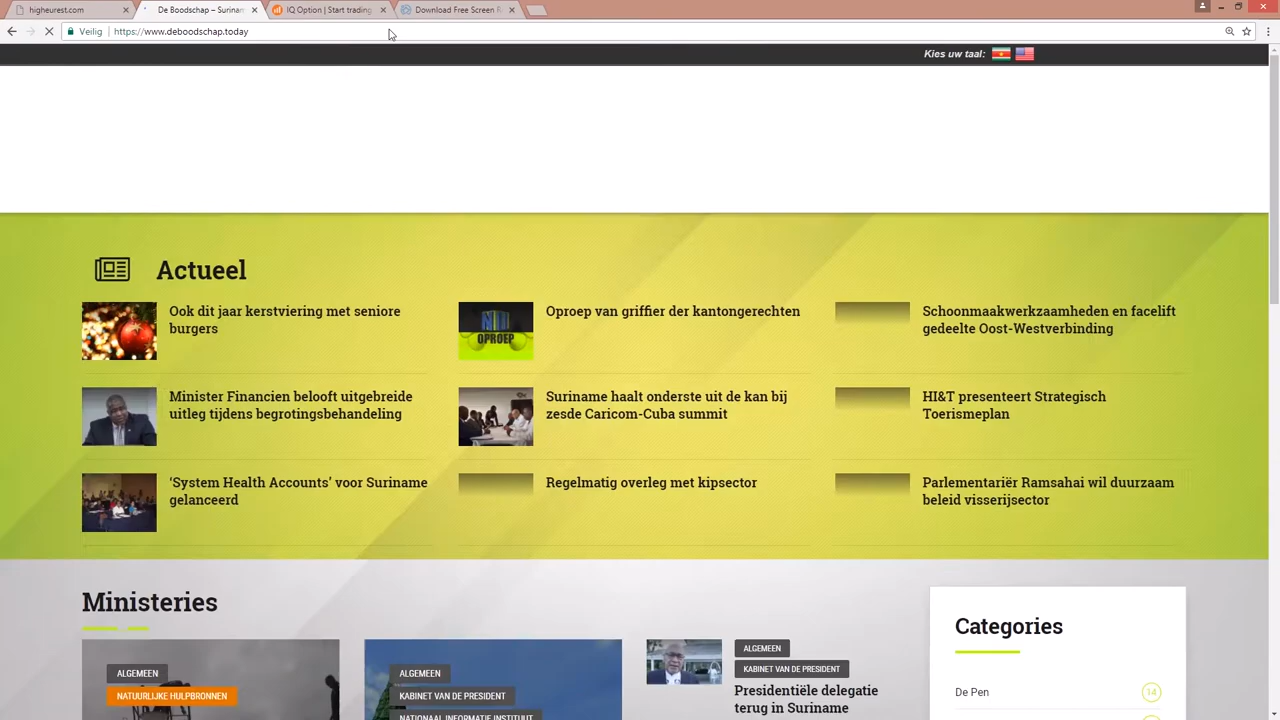 higheurest.com
De Boodschap – Surinam
IQ Option | Start trading
Download Free Screen R
Veilig
https://www.deboodschap.today
Kies uw taal:
Actueel
Ook dit jaar kerstviering met seniore
burgers
Oproep van griffier der kantongerechten
OPROEP
Schoonmaakwerkzaamheden en facelift
gedeelte Oost-Westverbinding
Minister Financien belooft uitgebreide
uitleg tijdens begrotingsbehandeling
Suriname haalt onderste uit de kan bij
zesde Caricom-Cuba summit
HI&T presenteert Strategisch
Toerismeplan
‘System Health Accounts’ voor Suriname
gelanceerd
Regelmatig overleg met kipsector
Parlementariër Ramsahai wil duurzaam
beleid visserijsector
Ministeries
ALGEMEEN
NATUURLIJKE HULPBRONNEN
ALGEMEEN
KABINET VAN DE PRESIDENT
NATIONAAL INFORMATIE INSTITUUT
ALGEMEEN
KABINET VAN DE PRESIDENT
Presidentiële delegatie
terug in Suriname
Categories
De Pen
14